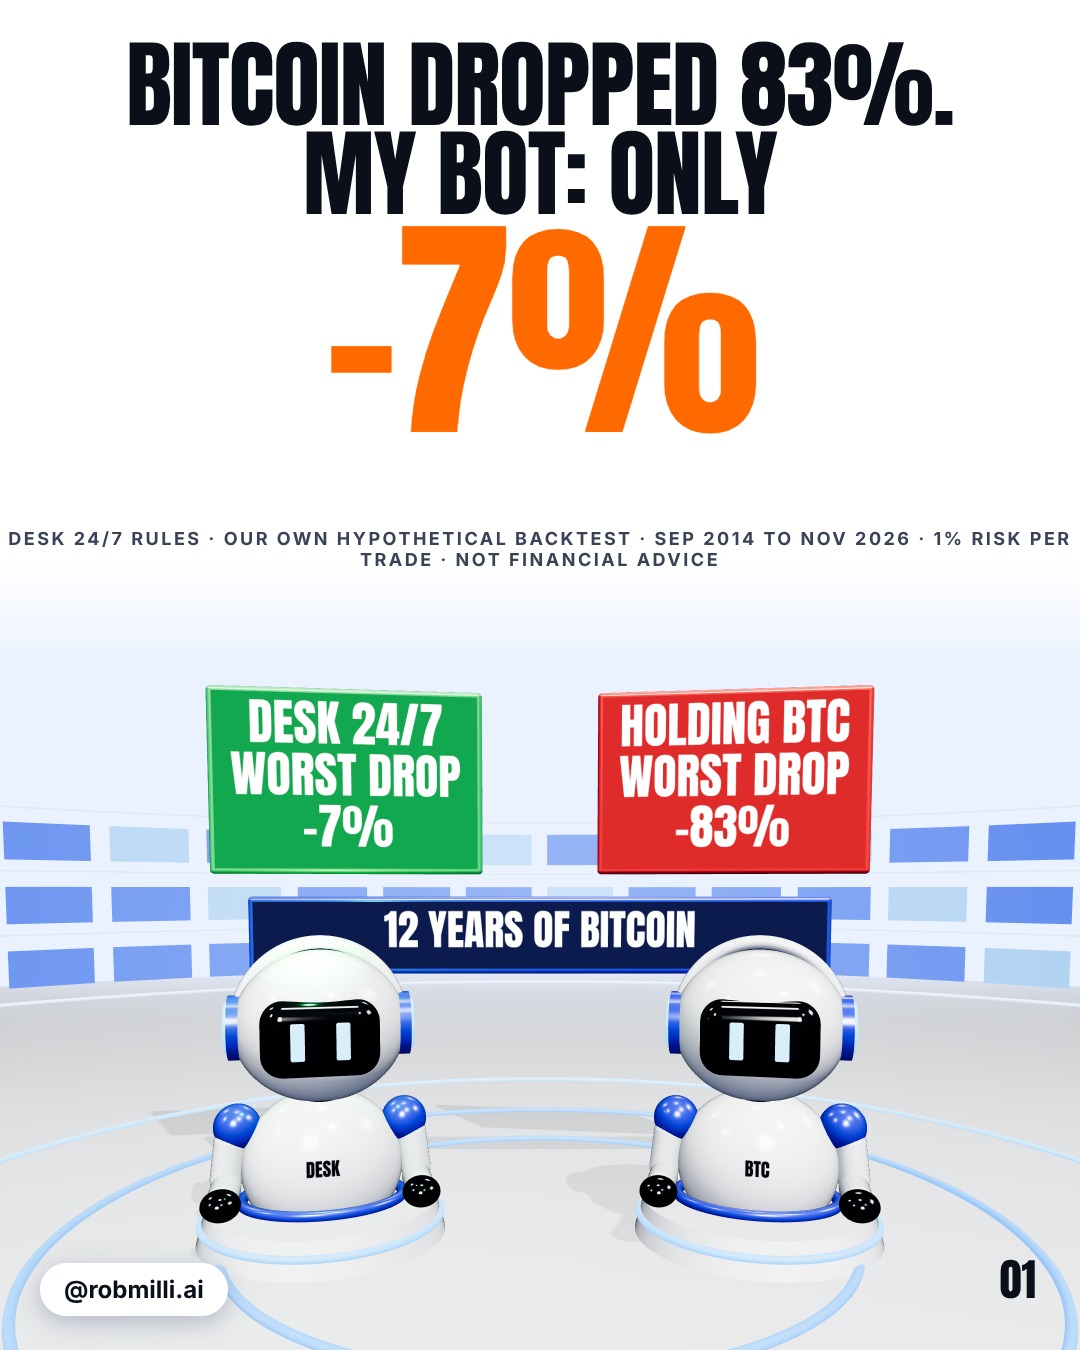 BITCOIN DROPPED 83%.
MY BOT: ONLY
-7%
DESK 24/7 RULES · OUR OWN HYPOTHETICAL BACKTEST · SEP 2014 TO NOV 2026 · 1% RISK PER
TRADE · NOT FINANCIAL ADVICE
DESK 24/7
WORST DROP
-7%
HOLDING BTC
WORST DROP
-83%
12 YEARS OF BITCOIN
DESK
BTC
@robmilli.ai
01